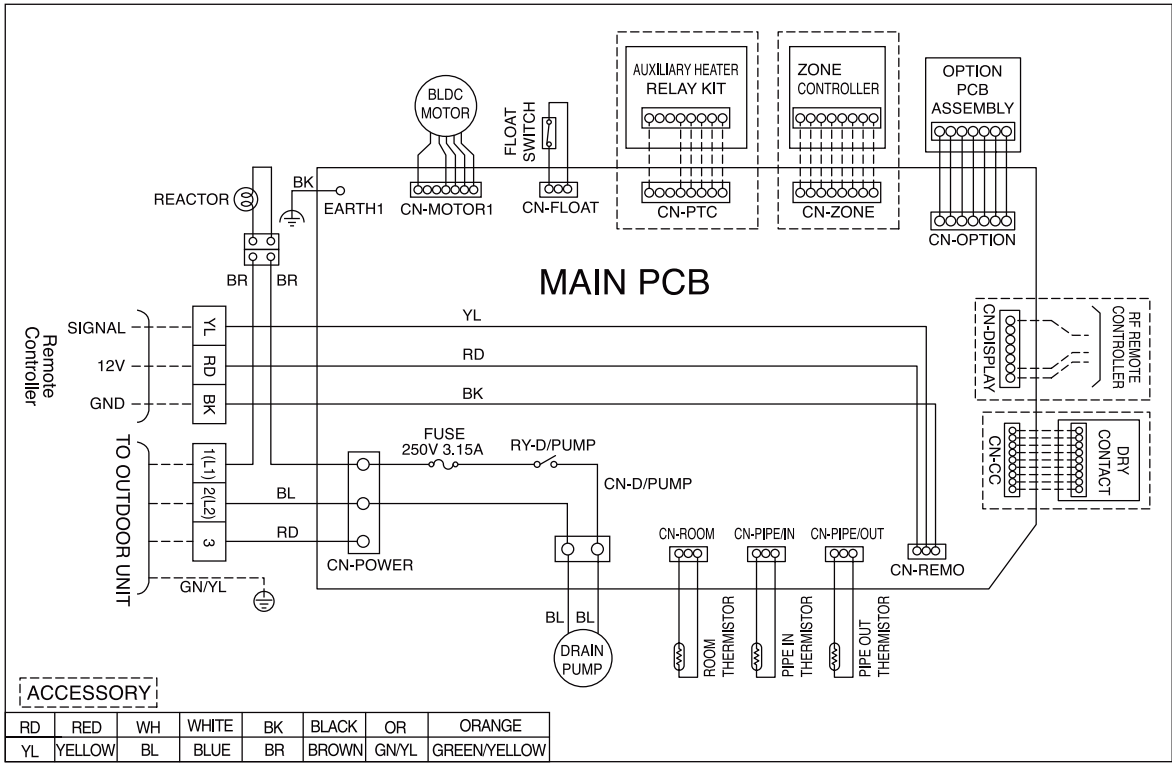 BLDC
MOTOR
FLOAT
SWITCH
AUXILIARY HEATER
RELAY KIT
ZONE
CONTROLLER
OPTION
PCB
ASSEMBLY
REACTOR
BK
EARTH1
CN-MOTOR1
CN-FLOAT
CN-PTC
CN-ZONE
CN-OPTION
BR
BR
MAIN PCB
Remote
Controller
SIGNAL
YL
YL
12V
RD
RD
GND
BK
BK
CN-DISPLAY
RF REMOTE
CONTROLLER
CN-CC
DRY
CONTACT
TO OUTDOOR UNIT
1(L1)
2(L2)
3
BL
RD
GN/YL
FUSE
250V 3.15A
RY-D/PUMP
CN-D/PUMP
CN-POWER
BL
BL
DRAIN
PUMP
CN-ROOM
CN-PIPE/IN
CN-PIPE/OUT
CN-REMO
ROOM
THERMISTOR
PIPE IN
THERMISTOR
PIPE OUT
THERMISTOR
ACCESSORY
RD RED WH WHITE BK BLACK OR ORANGE
YL YELLOW BL BLUE BR BROWN GN/YL GREEN/YELLOW